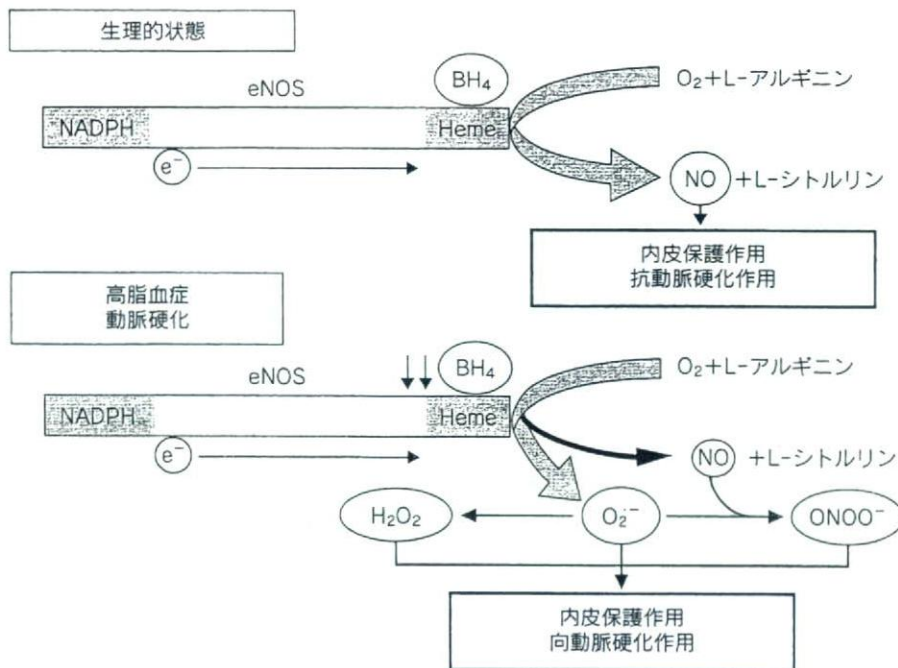 生理的状態
eNOS
BH₄
O₂+L-アルギニン
NADPH
Heme
e⁻
NO +L-シトルリン
内皮保護作用
抗動脈硬化作用
高脂血症
動脈硬化
eNOS
BH₄
O₂+L-アルギニン
NADPH
Heme
e⁻
NO +L-シトルリン
H₂O₂
O₂·⁻
ONOO⁻
内皮保護作用
向動脈硬化作用